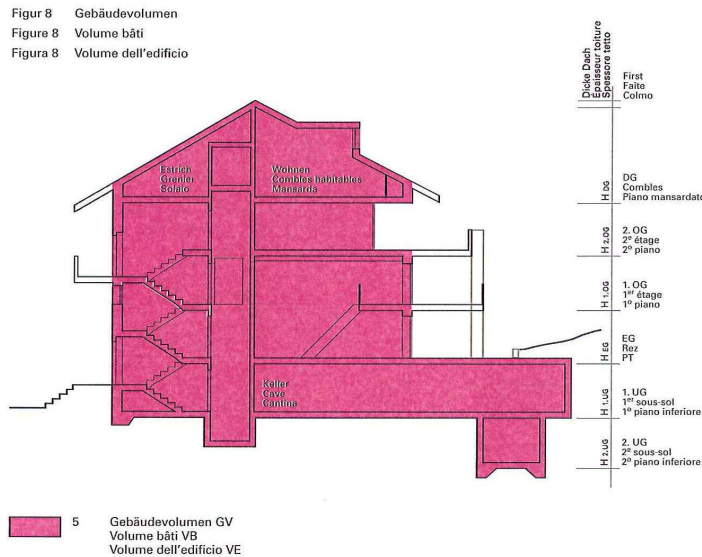 Figur 8 Gebäudevolumen
Figure 8 Volume bâti
Figura 8 Volume dell'edificio
Dicke Dach
Epaisseur toiture
Spessore tetto
First
Faîte
Colmo
Estrich
Grenier
Solaio
Wohnen
Combles habitables
Mansarda
H DG
DG
Combles
Piano mansardato
H 2.OG
2. OG
2e étage
2o piano
H 1.OG
1. OG
1er étage
1o piano
H EG
EG
Rez
PT
Keller
Cave
Cantina
H 1.UG
1. UG
1er sous-sol
1o piano inferiore
H 2.UG
2. UG
2e sous-sol
2o piano inferiore
5 Gebäudevolumen GV
Volume bâti VB
Volume dell'edificio VE